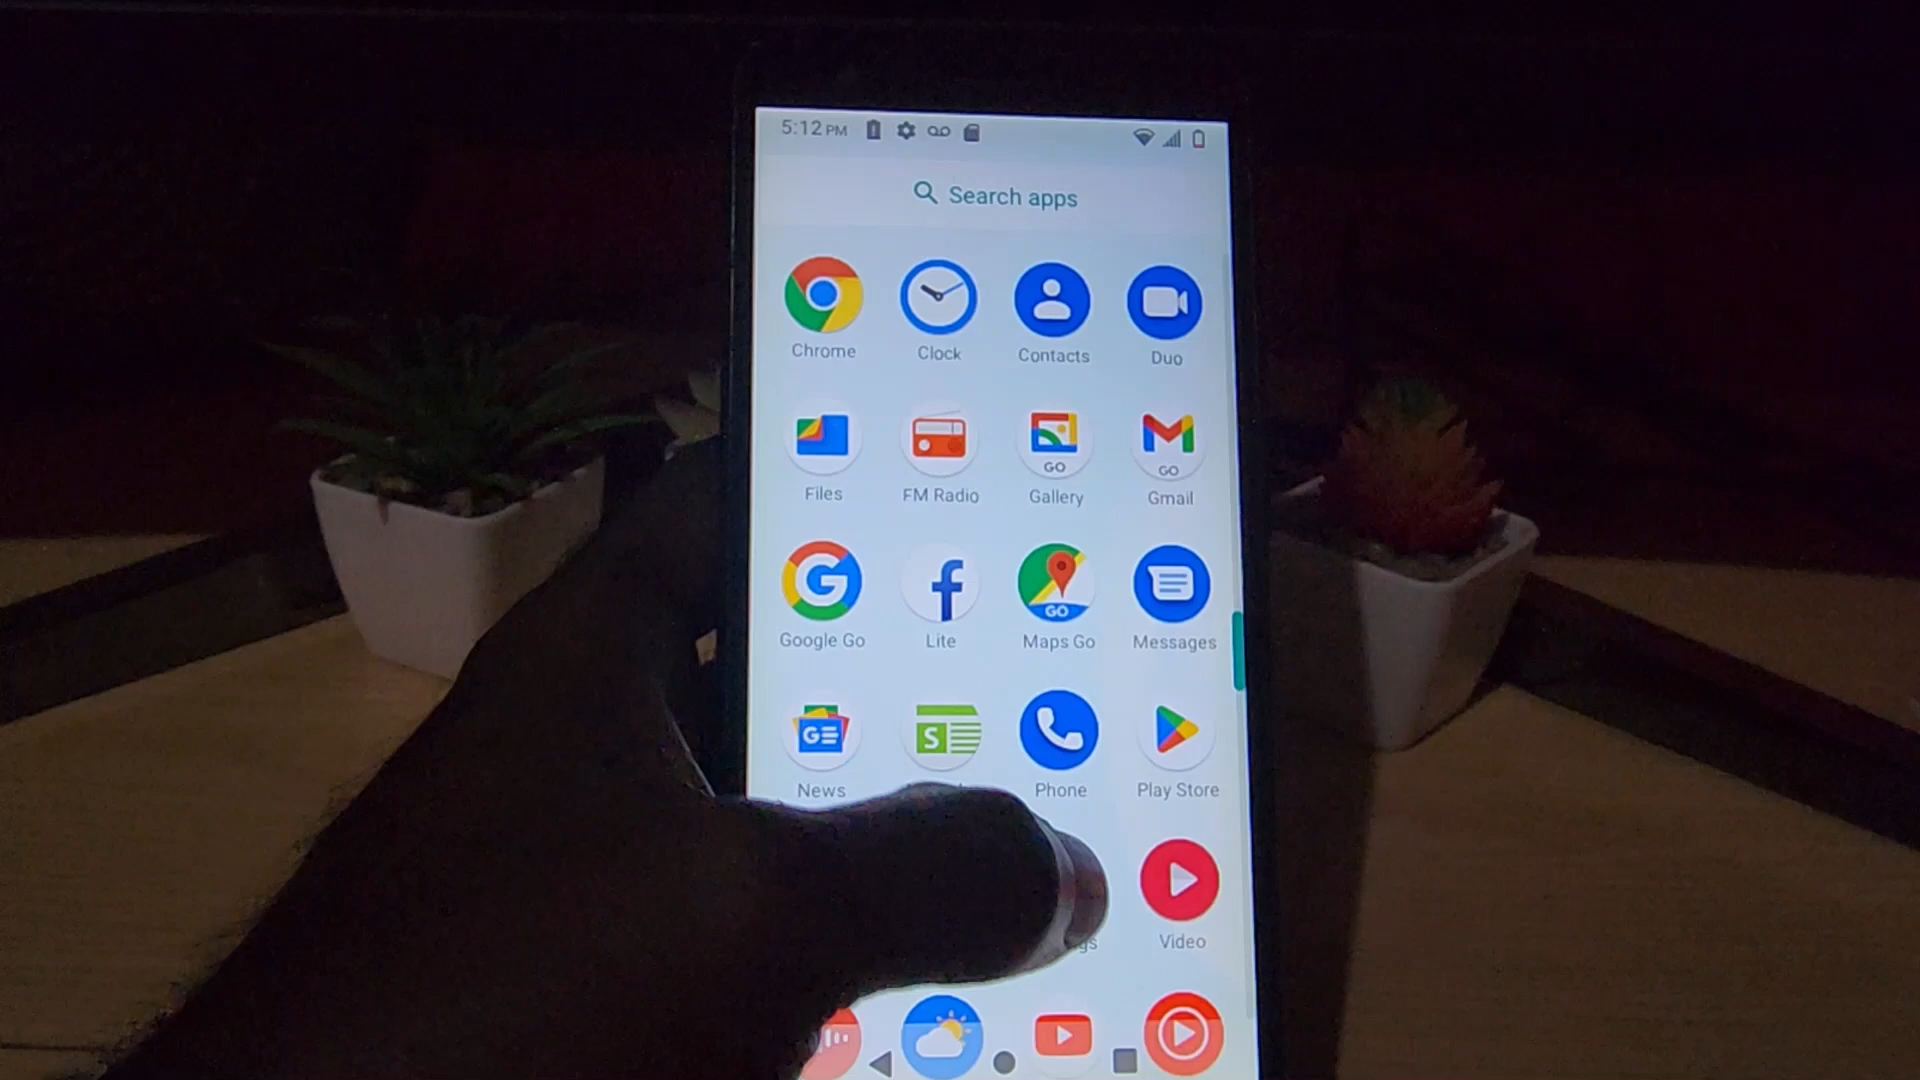 5:12 PM
Search apps
Chrome Clock Contacts Duo
GO GO
Files FM Radio Gallery Gmail
G GO
Google Go Lite Maps Go Messages
GE S
News Phone Play Store
Video